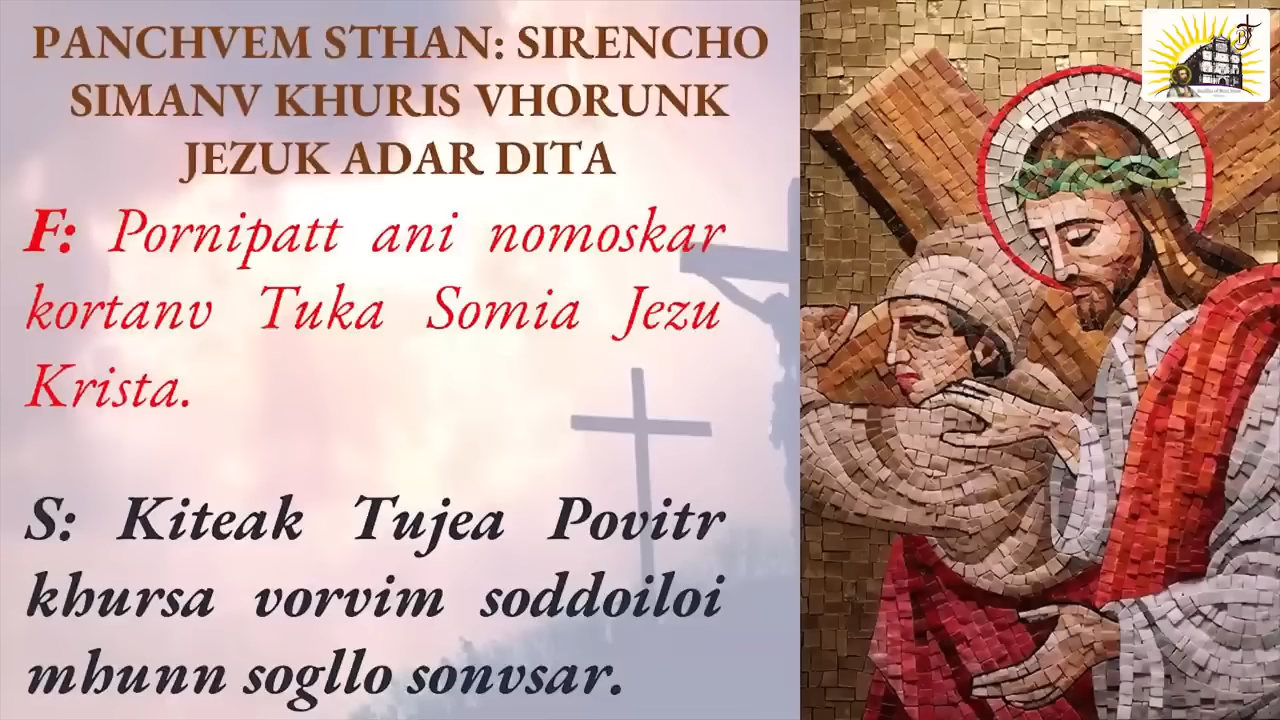 PANCHVEM STHAN: SIRENCHO
SIMANV KHURIS VHORUNK
JEZUK ADAR DITA
F: Pornipatt ani nomoskar
kortanv Tuka Somia Jezu
Krista.
S: Kiteak Tujea Povitr
khursa vorvim soddoiloi
mhunn sogllo sonvsar.